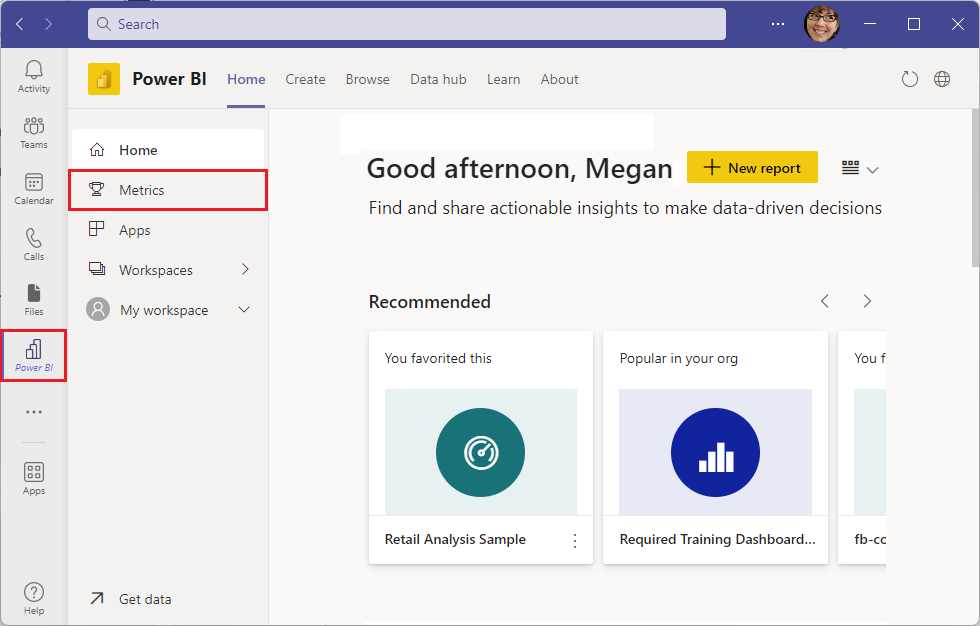 Search
Activity
Teams
Calendar
Calls
Files
Power BI
Apps
Help
Power BI
Home
Create
Browse
Data hub
Learn
About
Home
Metrics
Apps
Workspaces
My workspace
Get data
Good afternoon, Megan
New report
Find and share actionable insights to make data-driven decisions
Recommended
You favorited this
Retail Analysis Sample
Popular in your org
Required Training Dashboard...
You f
fb-co